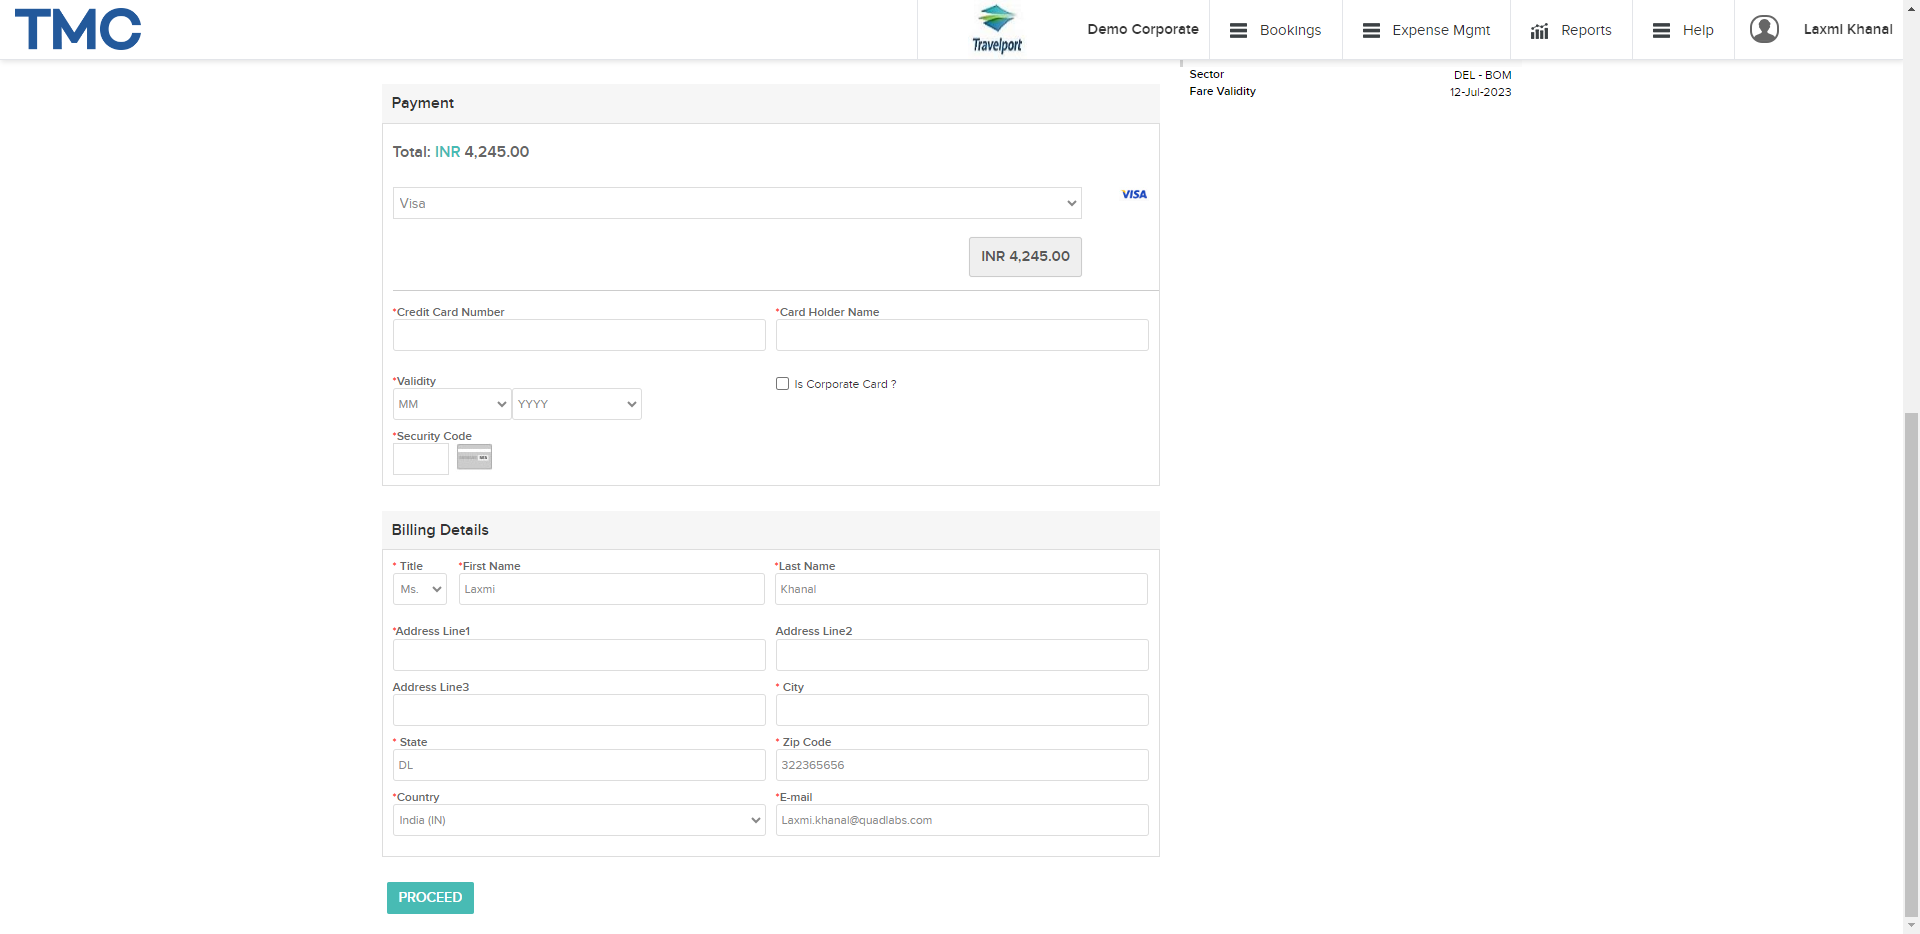 TMC
Travelport
Demo Corporate
Bookings
Expense Mgmt
Reports
Help
Laxmi Khanal
Sector DEL - BOM
Fare Validity 12-Jul-2023
Payment
Total: INR 4,245.00
Visa
VISA
INR 4,245.00
*Credit Card Number
*Card Holder Name
*Validity
Is Corporate Card ?
MM
YYYY
*Security Code
Billing Details
* Title
*First Name
*Last Name
Ms.
Laxmi
Khanal
*Address Line1
Address Line2
Address Line3
* City
* State
* Zip Code
DL
322365656
*Country
*E-mail
India (IN)
Laxmi.khanal@quadlabs.com
PROCEED